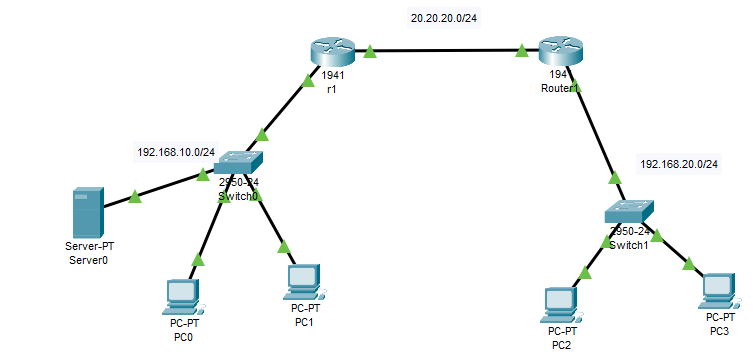 20.20.20.0/24
1941
r1
194
Router1
192.168.10.0/24
192.168.20.0/24
2950-24
Switch0
2950-24
Switch1
Server-PT
Server0
PC-PT
PC1
PC-PT
PC0
PC-PT
PC2
PC-PT
PC3